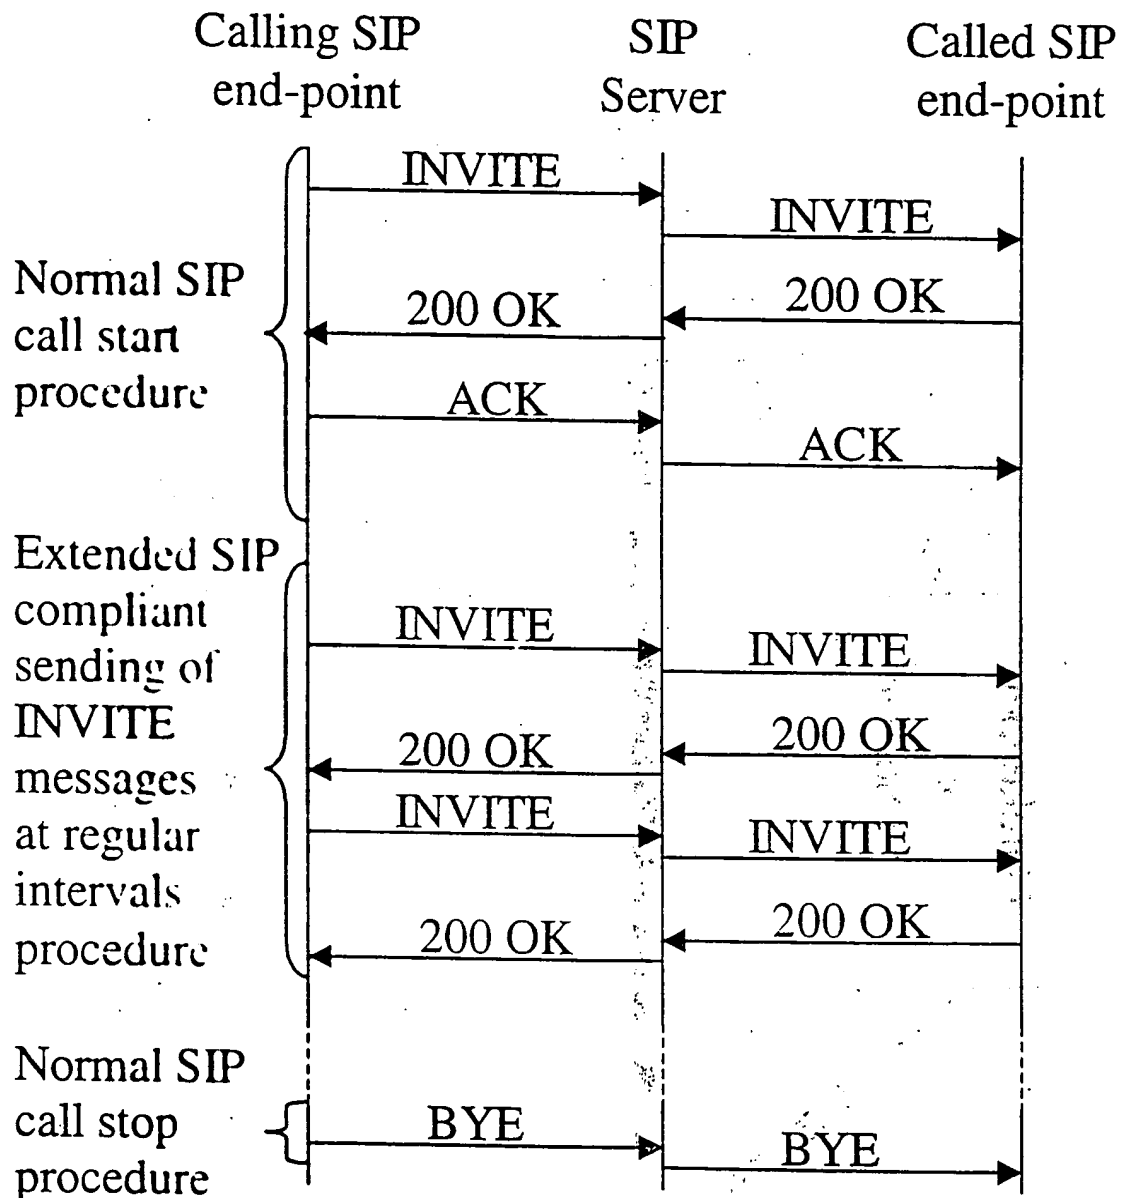 Calling SIP
end-point
SIP
Server
Called SIP
end-point
INVITE
INVITE
Normal SIP
call start
procedure
200 OK
200 OK
ACK
ACK
Extended SIP
compliant
sending of
INVITE
messages
at regular
intervals
procedure
INVITE
INVITE
200 OK
200 OK
INVITE
INVITE
200 OK
200 OK
Normal SIP
call stop
procedure
BYE
BYE